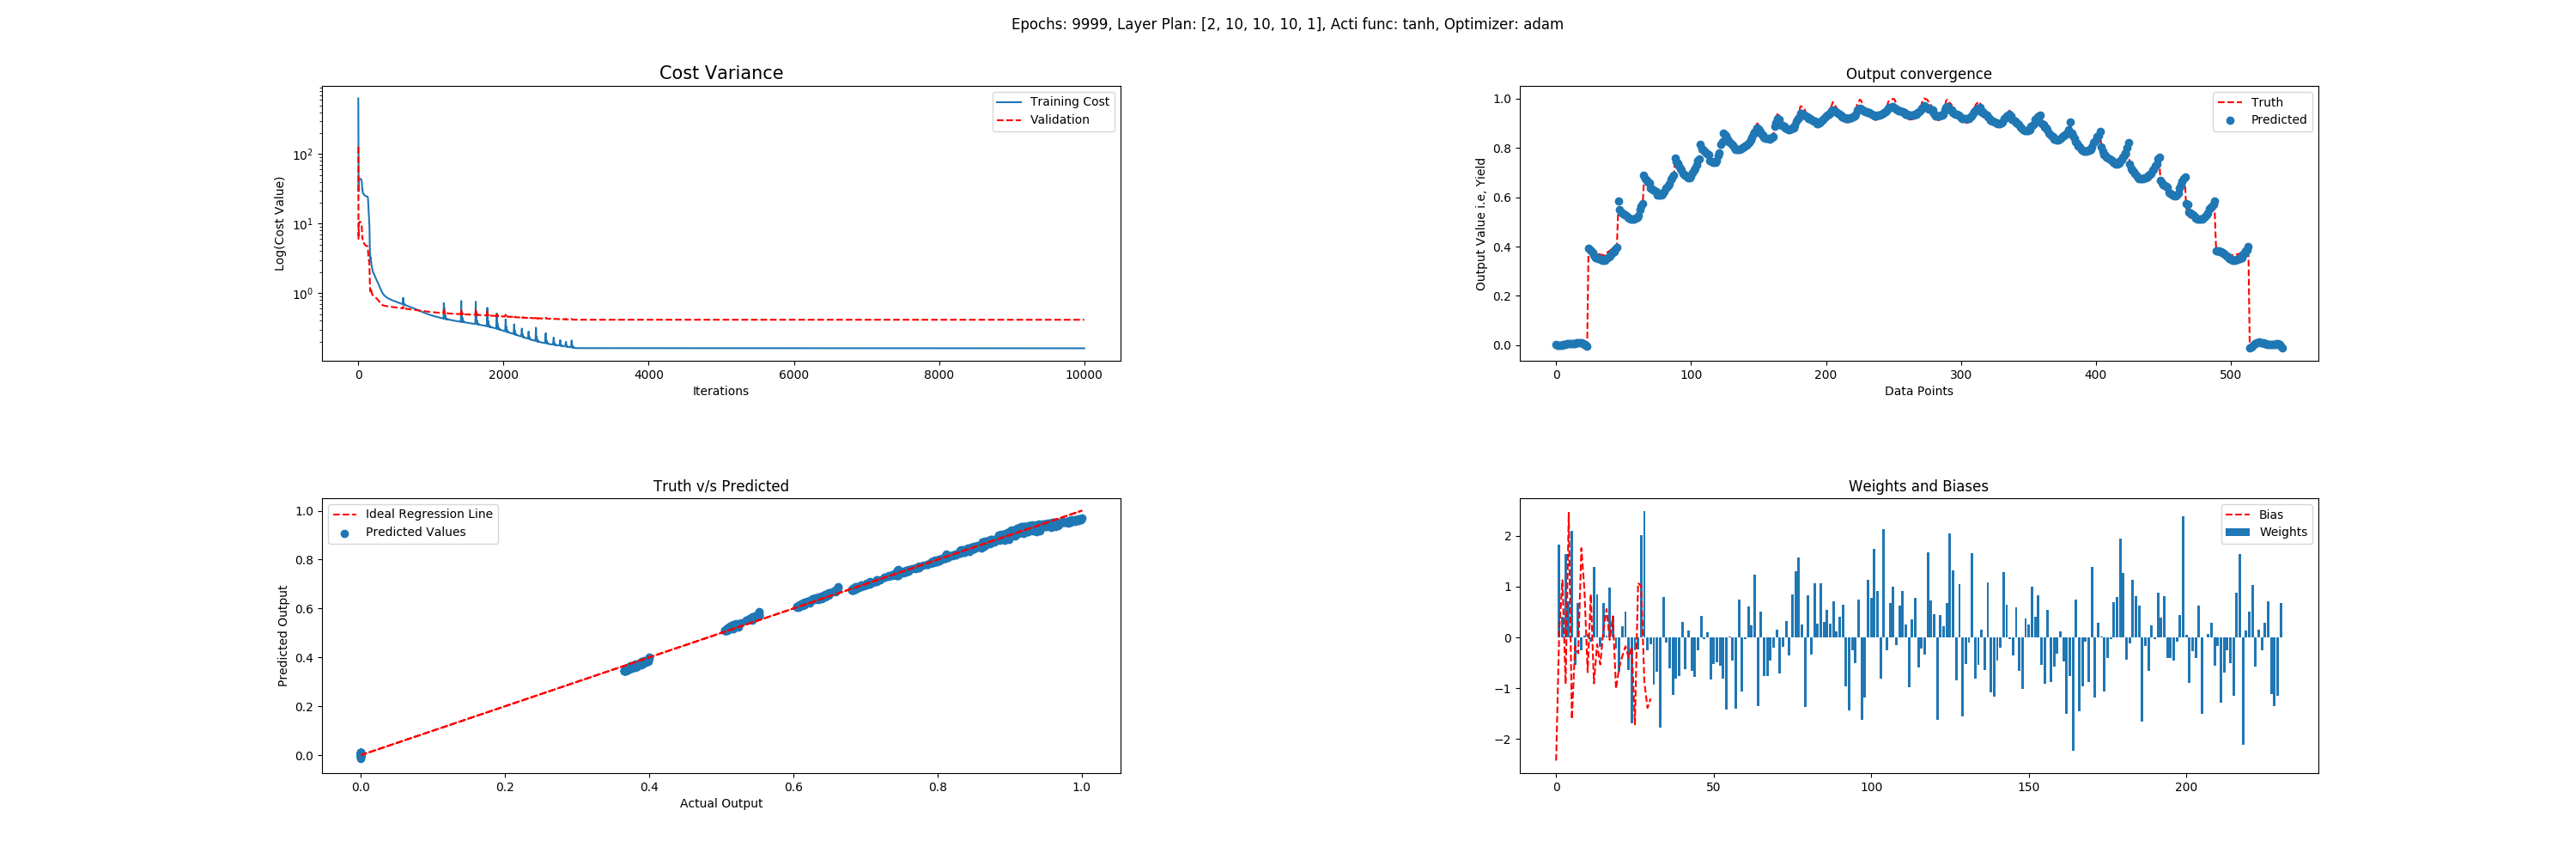 Epochs: 9999, Layer Plan: [2, 10, 10, 10, 1], Acti func: tanh, Optimizer: adam
Cost Variance
Training Cost
Validation
Log(Cost Value)
10²
10¹
10⁰
0 2000 4000 6000 8000 10000
Iterations
Output convergence
Truth
Predicted
Output Value i.e, Yield
1.0
0.8
0.6
0.4
0.2
0.0
0 100 200 300 400 500
Data Points
Truth v/s Predicted
Ideal Regression Line
Predicted Values
Predicted Output
1.0
0.8
0.6
0.4
0.2
0.0
0.0 0.2 0.4 0.6 0.8 1.0
Actual Output
Weights and Biases
Bias
Weights
2
1
0
−1
−2
0 50 100 150 200